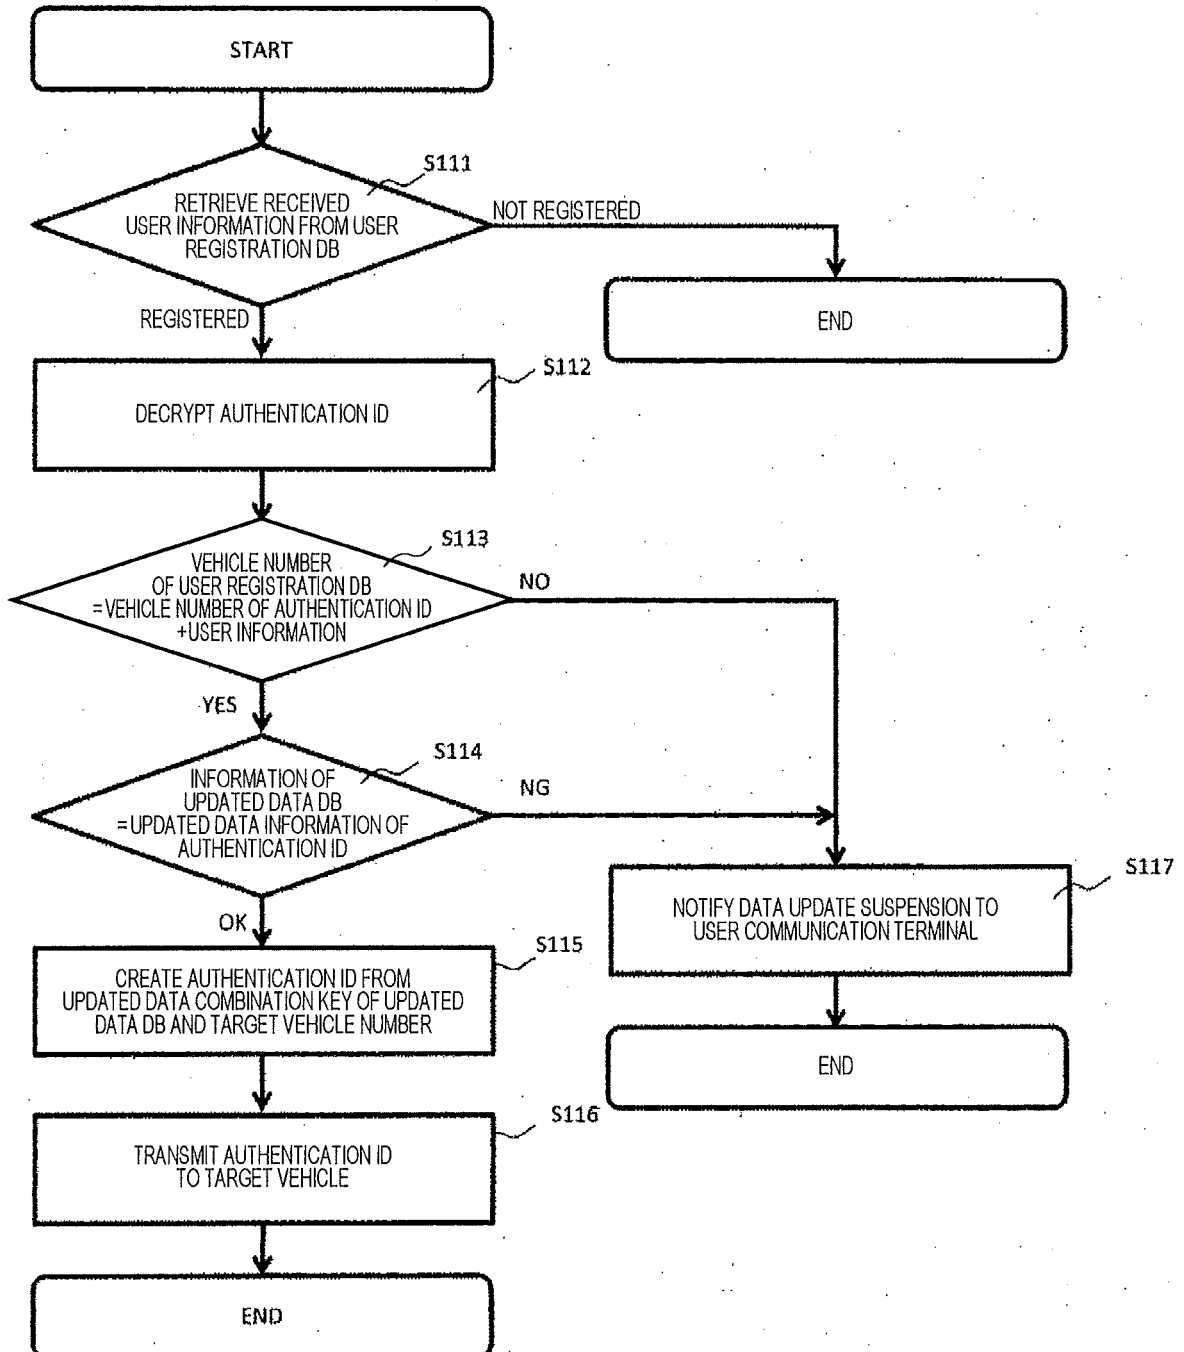 START
S111
RETRIEVE RECEIVED
USER INFORMATION FROM USER
REGISTRATION DB
NOT REGISTERED
END
REGISTERED
S112
DECRYPT AUTHENTICATION ID
S113
VEHICLE NUMBER
OF USER REGISTRATION DB
=VEHICLE NUMBER OF AUTHENTICATION ID
+USER INFORMATION
NO
YES
S114
INFORMATION OF
UPDATED DATA DB
=UPDATED DATA INFORMATION OF
AUTHENTICATION ID
NG
S117
NOTIFY DATA UPDATE SUSPENSION TO
USER COMMUNICATION TERMINAL
OK
S115
CREATE AUTHENTICATION ID FROM
UPDATED DATA COMBINATION KEY OF UPDATED
DATA DB AND TARGET VEHICLE NUMBER
END
S116
TRANSMIT AUTHENTICATION ID
TO TARGET VEHICLE
END